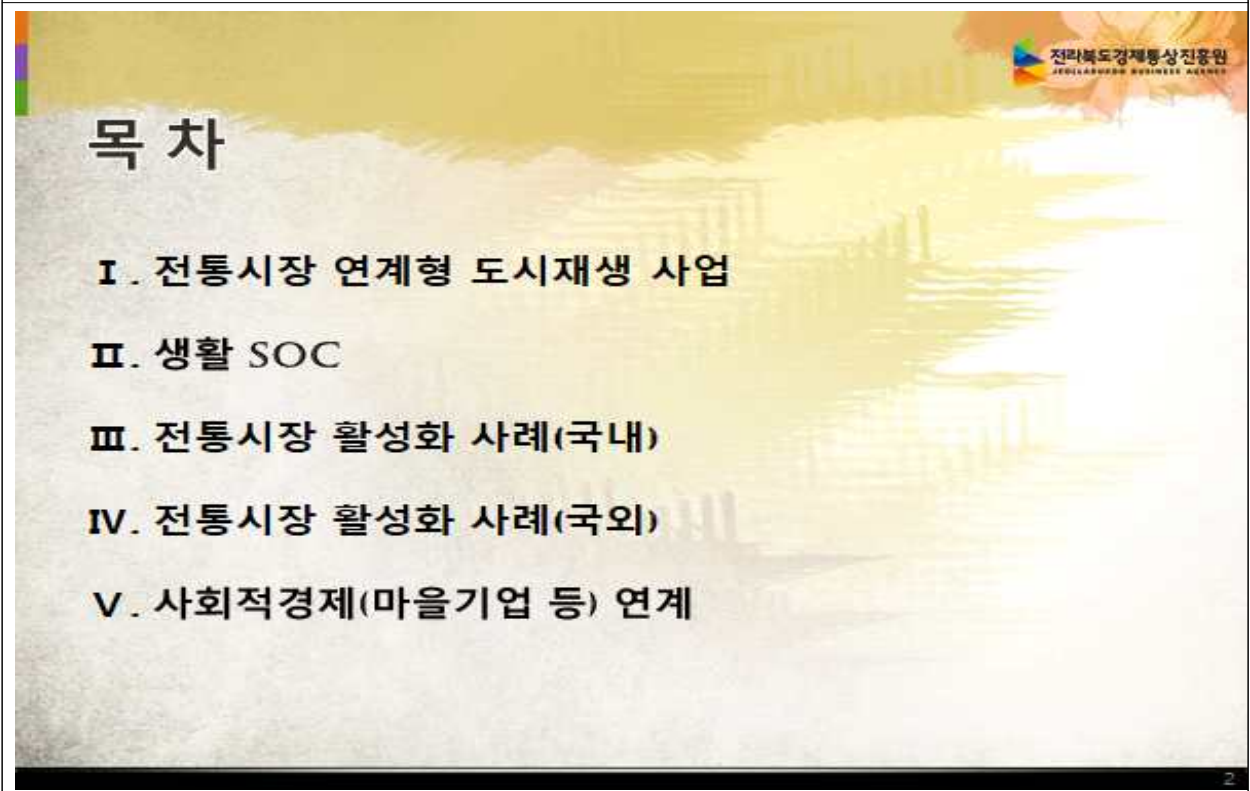 전라북도경제통상진흥원
JEOLLABUKDO BUSINESS AGENCY
목 차
Ⅰ. 전통시장 연계형 도시재생 사업
Ⅱ. 생활 SOC
Ⅲ. 전통시장 활성화 사례(국내)
Ⅳ. 전통시장 활성화 사례(국외)
Ⅴ. 사회적경제(마을기업 등) 연계
2